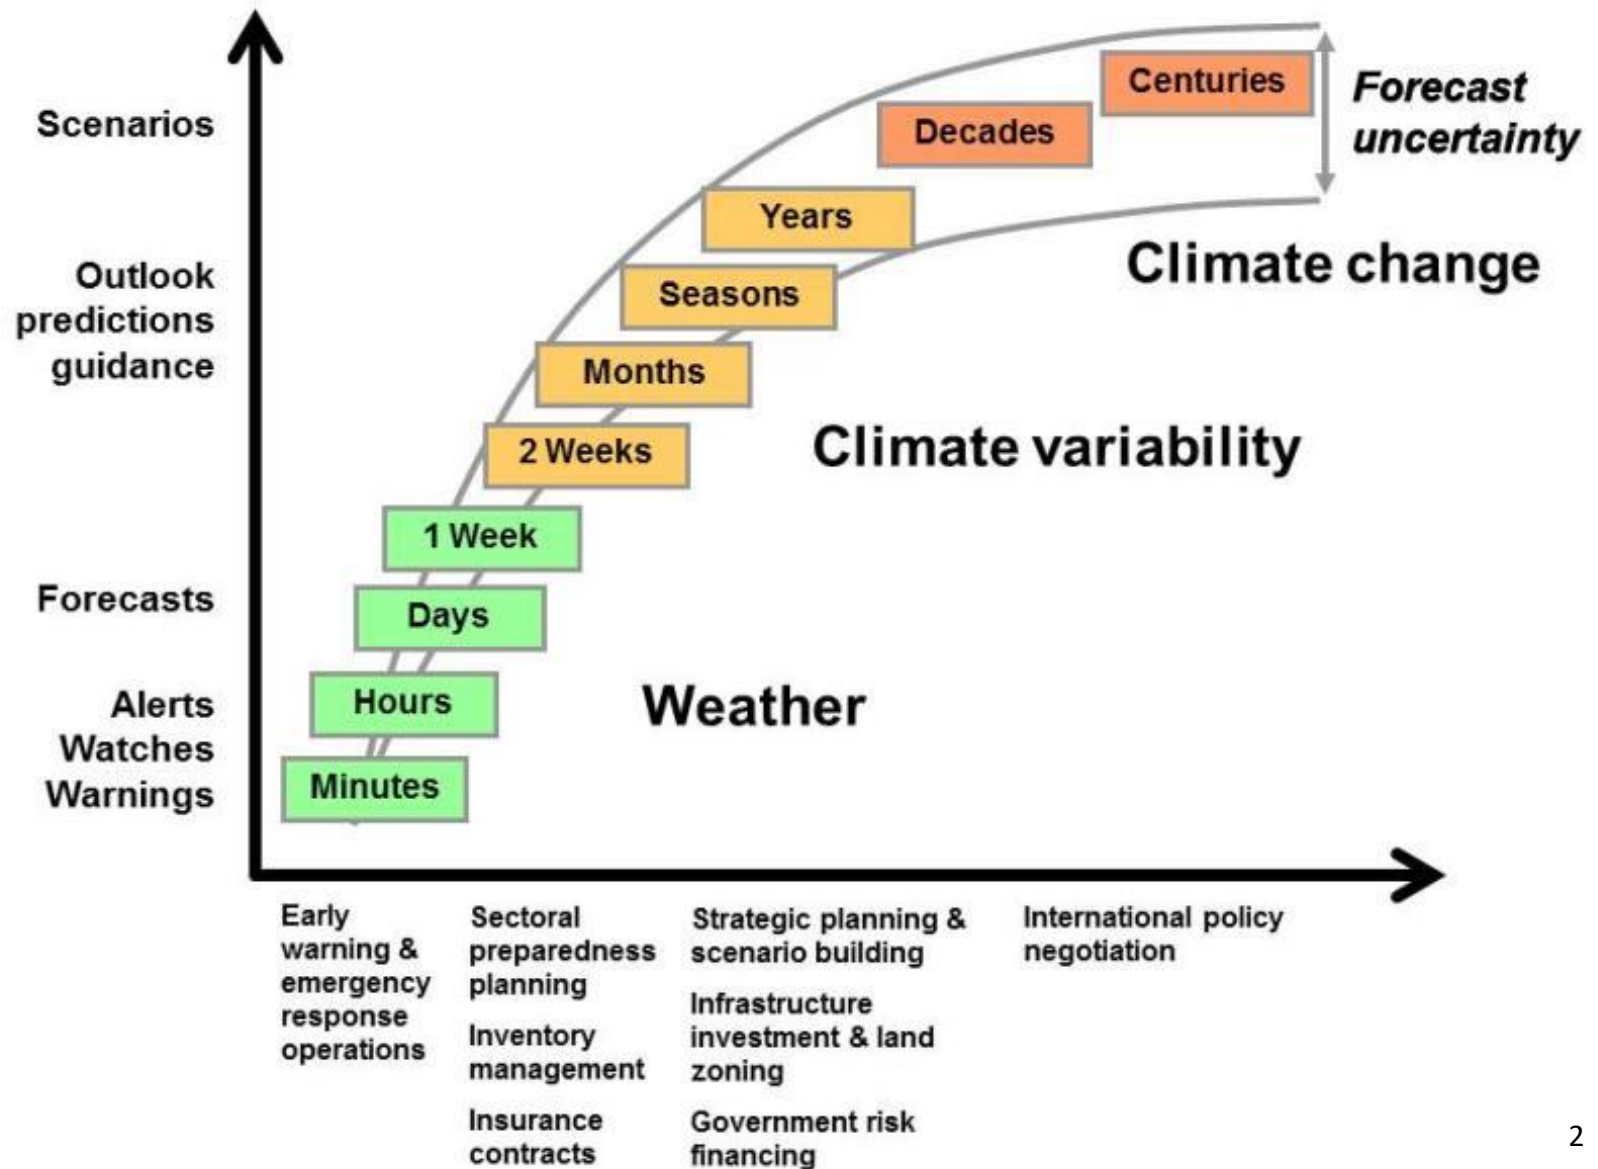 Scenarios
Outlook
predictions
guidance
Forecasts
Alerts
Watches
Warnings
Centuries
Decades
Years
Seasons
Months
2 Weeks
1 Week
Days
Hours
Minutes
Forecast
uncertainty
Climate change
Climate variability
Weather
Early
warning &
emergency
response
operations
Sectoral
preparedness
planning
Inventory
management
Insurance
contracts
Strategic planning &
scenario building
Infrastructure
investment & land
zoning
Government risk
financing
International policy
negotiation
2